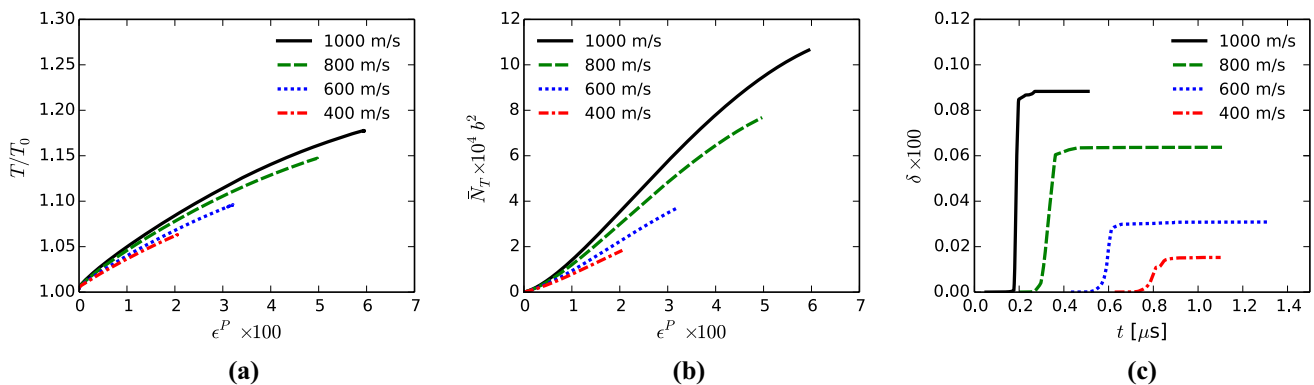 1.30
1.25
1.20
1.15
1.10
1.05
1.00
T/T₀
0 1 2 3 4 5 6 7
ϵᴾ ×100
1000 m/s
800 m/s
600 m/s
400 m/s
(a)
12
10
8
6
4
2
0
N̄_T ×10⁴ b²
0 1 2 3 4 5 6 7
ϵᴾ ×100
1000 m/s
800 m/s
600 m/s
400 m/s
(b)
0.12
0.10
0.08
0.06
0.04
0.02
0.00
δ ×100
0.0 0.2 0.4 0.6 0.8 1.0 1.2 1.4
t [μs]
1000 m/s
800 m/s
600 m/s
400 m/s
(c)